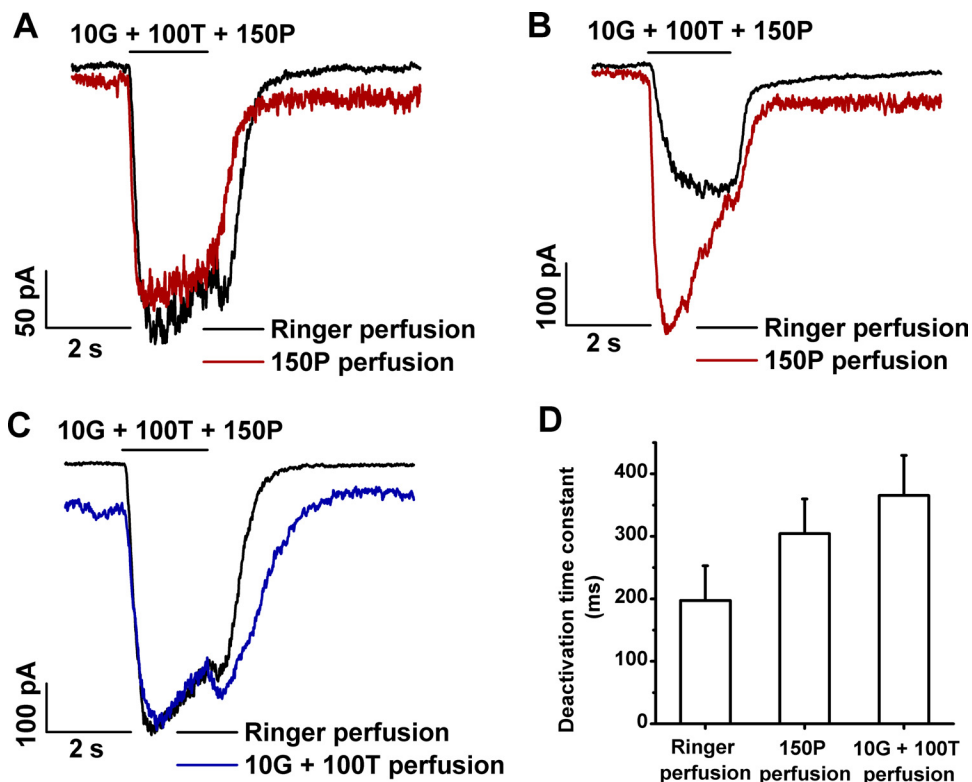 A
10G + 100T + 150P
50 pA
2 s
Ringer perfusion
150P perfusion
B
10G + 100T + 150P
100 pA
2 s
Ringer perfusion
150P perfusion
C
10G + 100T + 150P
100 pA
2 s
Ringer perfusion
10G + 100T perfusion
D
Deactivation time constant
(ms)
400
300
200
100
0
Ringer
perfusion
150P
perfusion
10G + 100T
perfusion